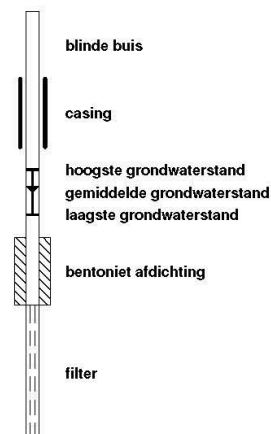 blinde buis
casing
hoogste grondwaterstand
gemiddelde grondwaterstand
laagste grondwaterstand
bentoniet afdichting
filter